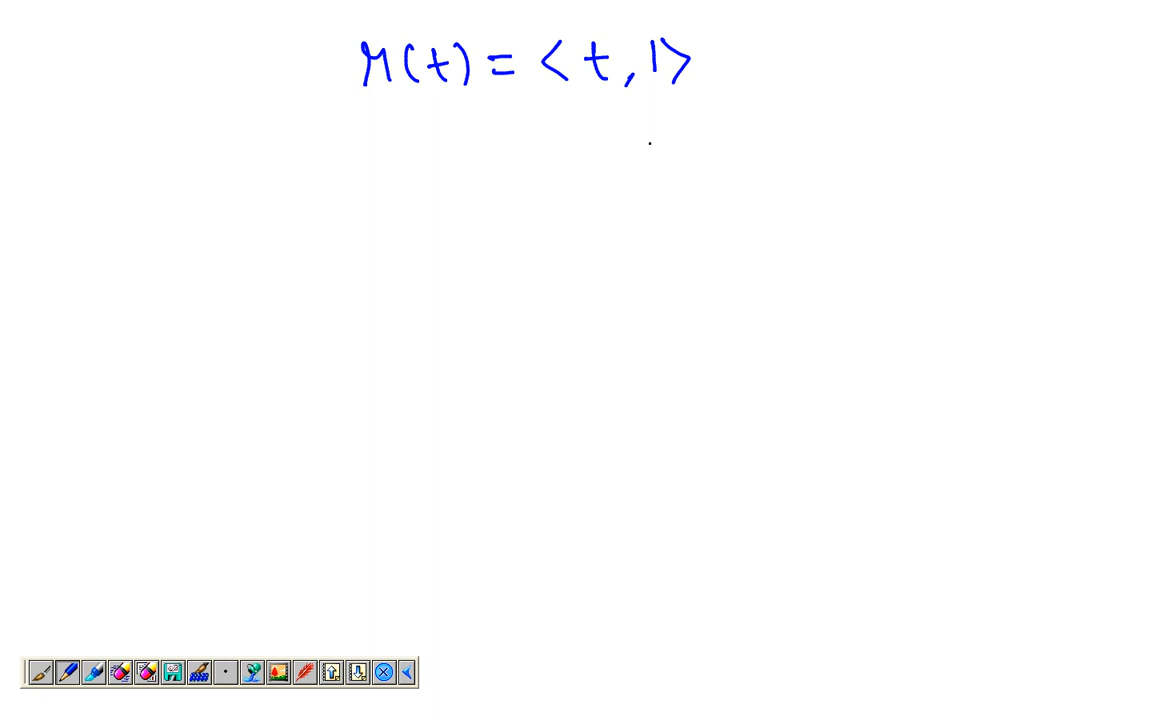 r(t) = < t , 1 >